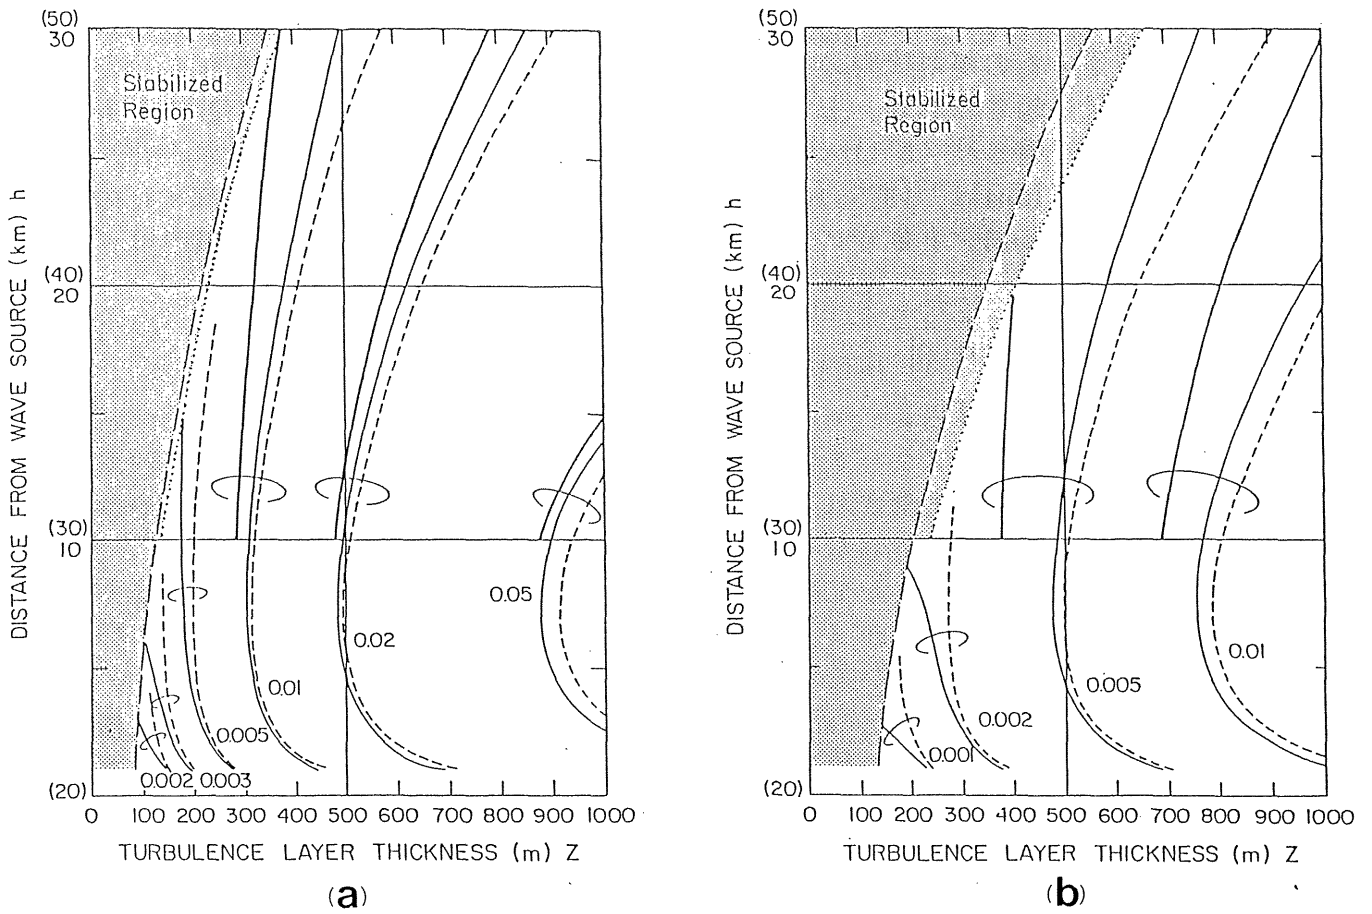 (50)
30
Stabilized
Region
(40)
20
(30)
10
(20)
DISTANCE FROM WAVE SOURCE (km) h
0.05
0.02
0.01
0.005
0.002
0.003
0 100 200 300 400 500 600 700 800 900 1000
TURBULENCE LAYER THICKNESS (m) Z
(a)
(50)
30
Stabilized
Region
(40)
20
(30)
10
(20)
DISTANCE FROM WAVE SOURCE (km) h
0.01
0.005
0.002
0.001
0 100 200 300 400 500 600 700 800 900 1000
TURBULENCE LAYER THICKNESS (m) Z
(b)